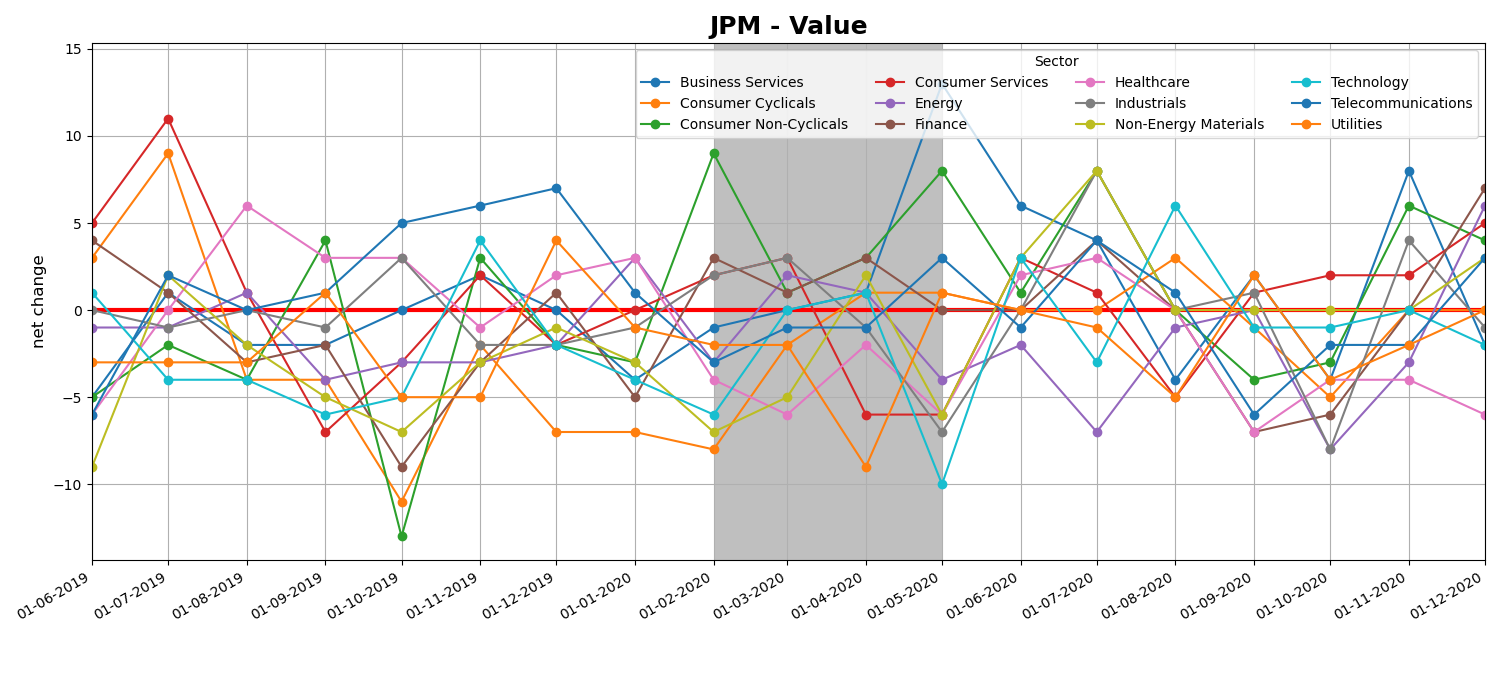 JPM - Value
Sector
Business Services
Consumer Services
Healthcare
Technology
Consumer Cyclicals
Energy
Industrials
Telecommunications
Consumer Non-Cyclicals
Finance
Non-Energy Materials
Utilities
net change
15
10
5
0
−5
−10
01-06-2019
01-07-2019
01-08-2019
01-09-2019
01-10-2019
01-11-2019
01-12-2019
01-01-2020
01-02-2020
01-03-2020
01-04-2020
01-05-2020
01-06-2020
01-07-2020
01-08-2020
01-09-2020
01-10-2020
01-11-2020
01-12-2020